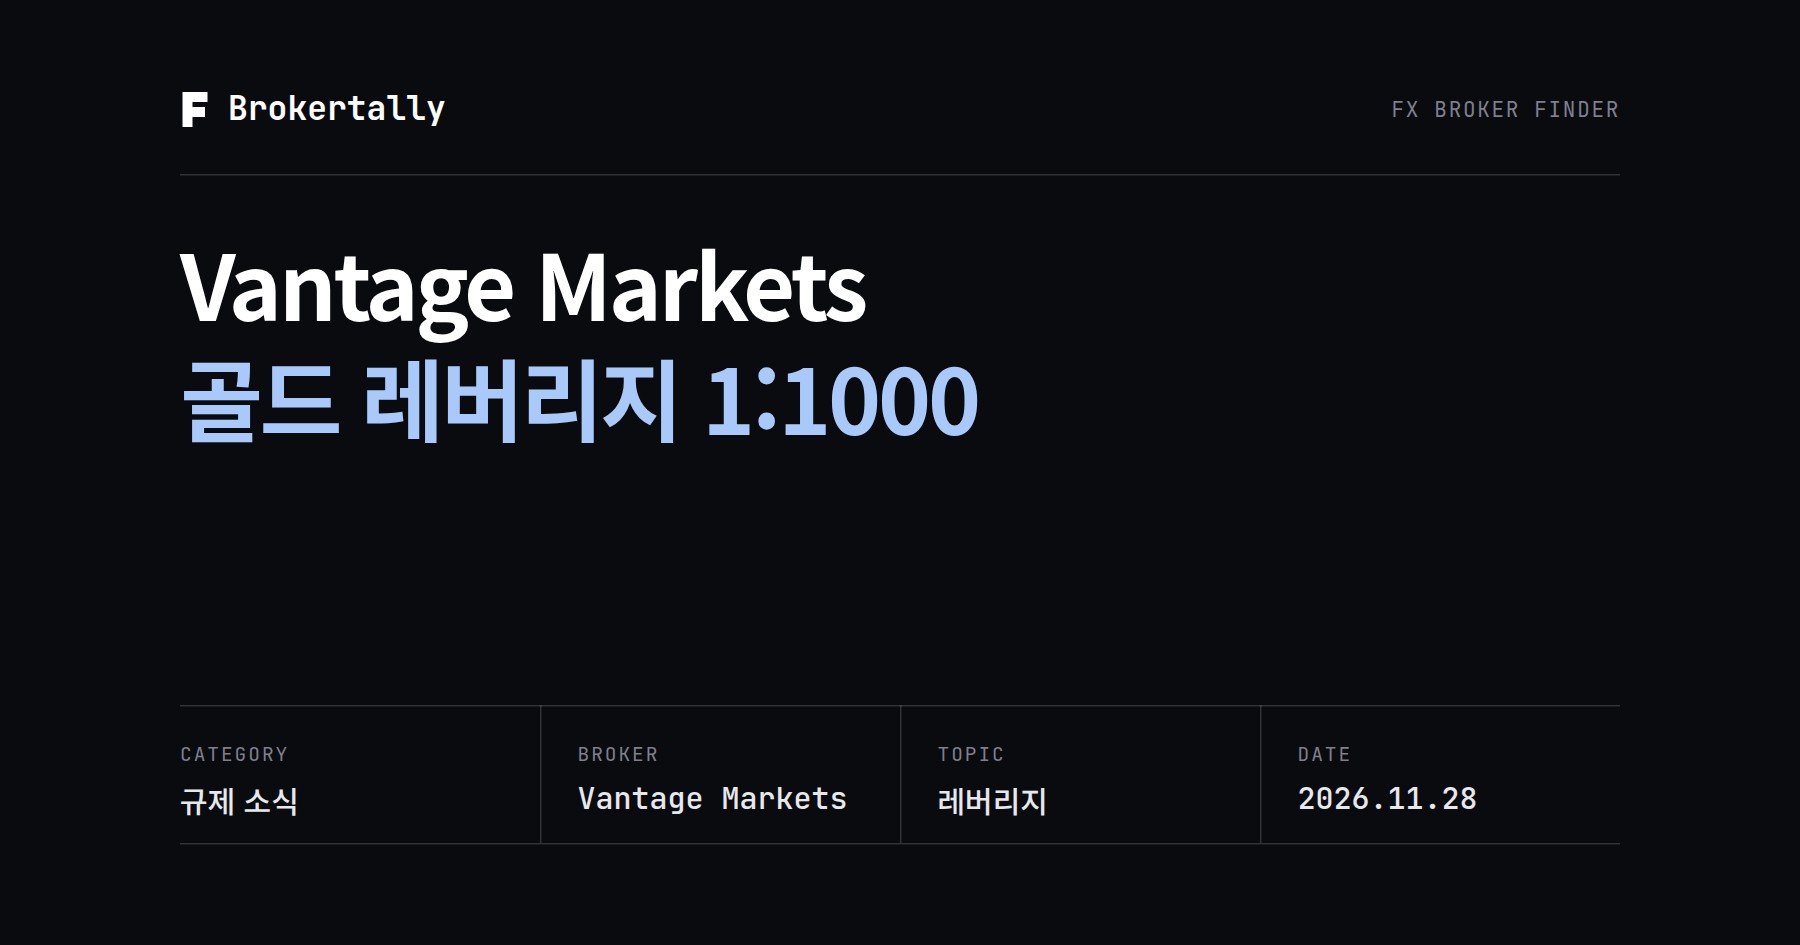 Brokertally
FX BROKER FINDER
Vantage Markets
골드 레버리지 1:1000
CATEGORY
규제 소식
BROKER
Vantage Markets
TOPIC
레버리지
DATE
2026.11.28